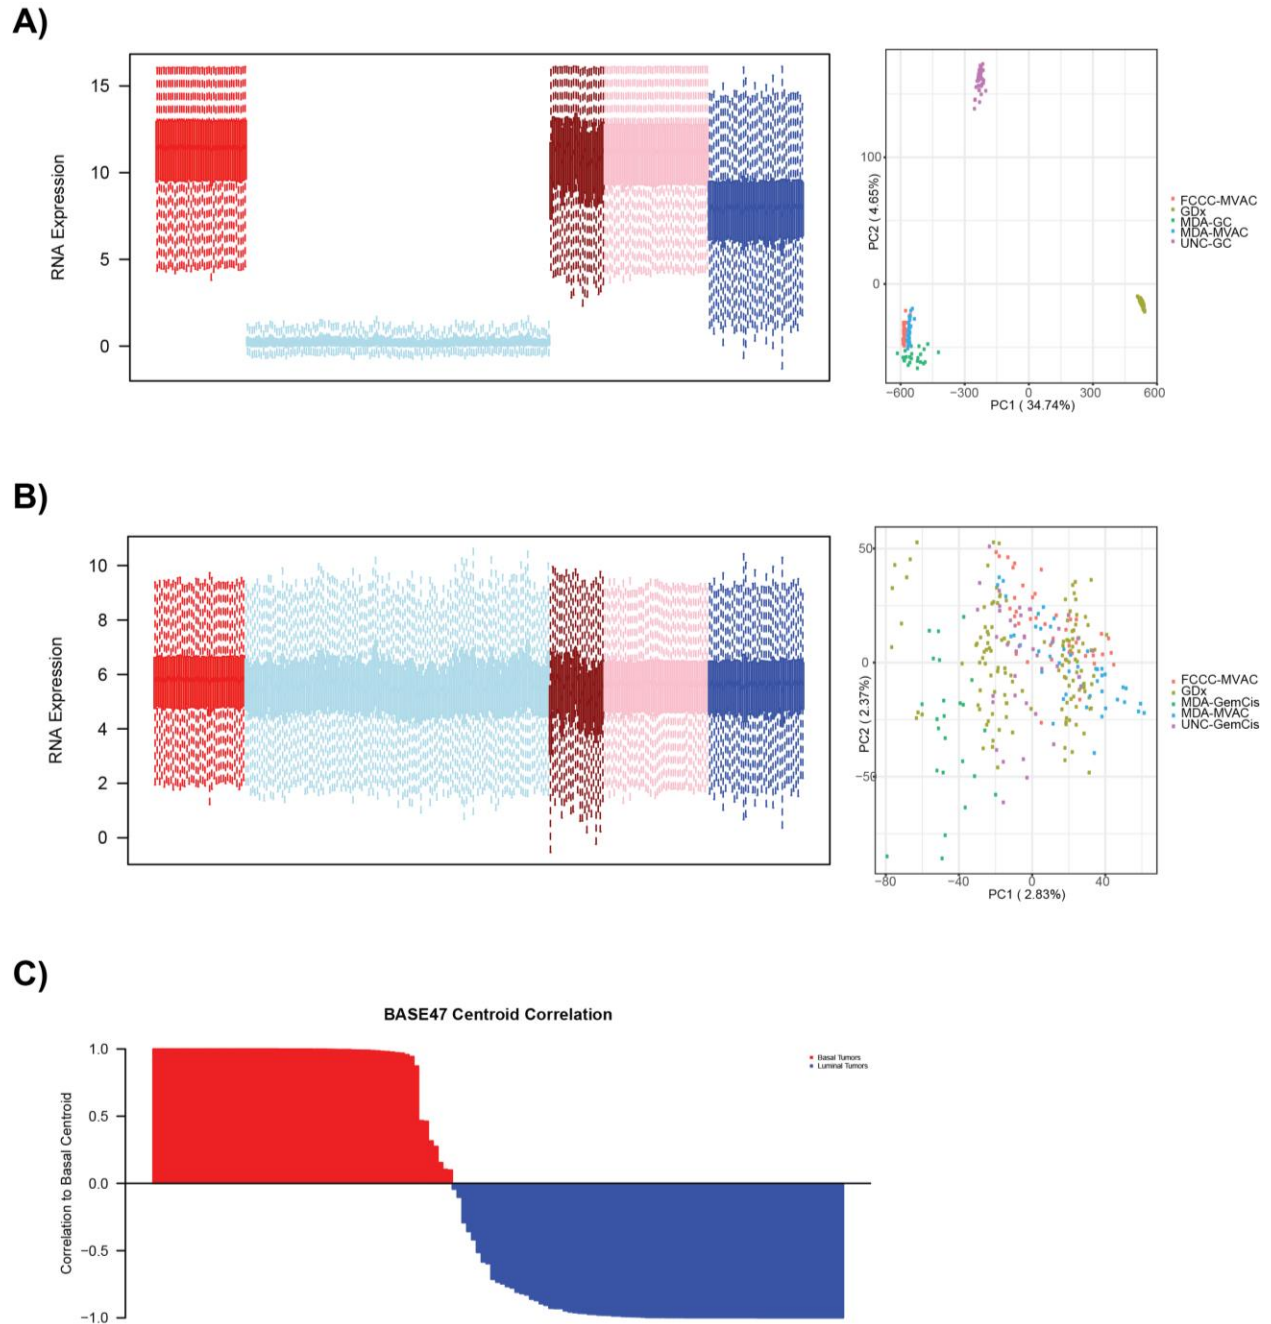 A)
RNA Expression
15
10
5
0
PC2 ( 4.65%)
100
0
−600
−300
0
300
600
PC1 ( 34.74%)
FCCC-MVAC
GDx
MDA-GC
MDA-MVAC
UNC-GC
B)
RNA Expression
10
8
6
4
2
0
PC2 ( 2.37%)
50
0
−50
−80
−40
0
40
PC1 ( 2.83%)
FCCC-MVAC
GDx
MDA-GemCis
MDA-MVAC
UNC-GemCis
C)
BASE47 Centroid Correlation
Correlation to Basal Centroid
1.0
0.5
0.0
−0.5
−1.0
Basal Tumors
Luminal Tumors